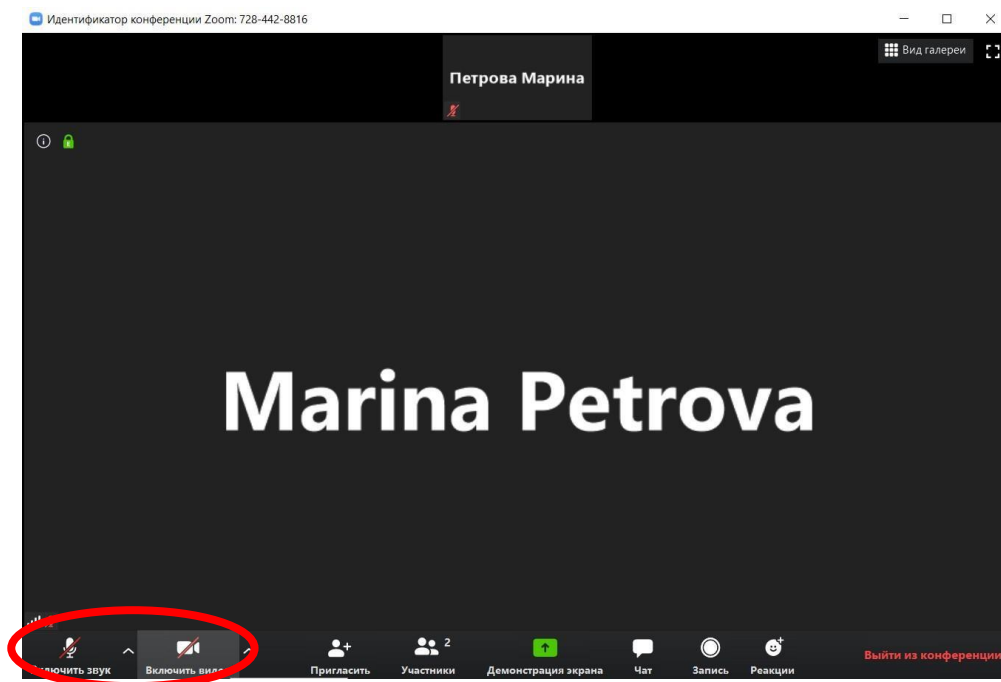 Идентификатор конференции Zoom: 728-442-8816
Вид галереи
Петрова Марина
Marina Petrova
звук
Включить
2
Пригласить
Участники
Демонстрация экрана
Чат
Запись
Реакции
Выйти из конференции